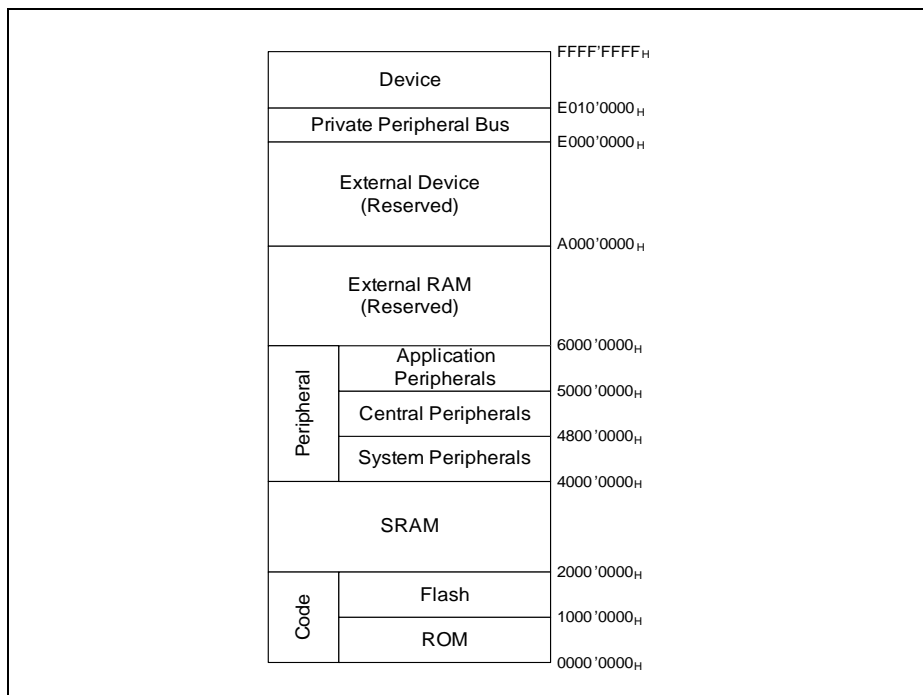 FFFF'FFFFH
Device
E010'0000H
Private Peripheral Bus
E000'0000H
External Device
(Reserved)
A000'0000H
External RAM
(Reserved)
6000'0000H
Peripheral
Application
Peripherals
5000'0000H
Central Peripherals
4800'0000H
System Peripherals
4000'0000H
SRAM
2000'0000H
Code
Flash
1000'0000H
ROM
0000'0000H